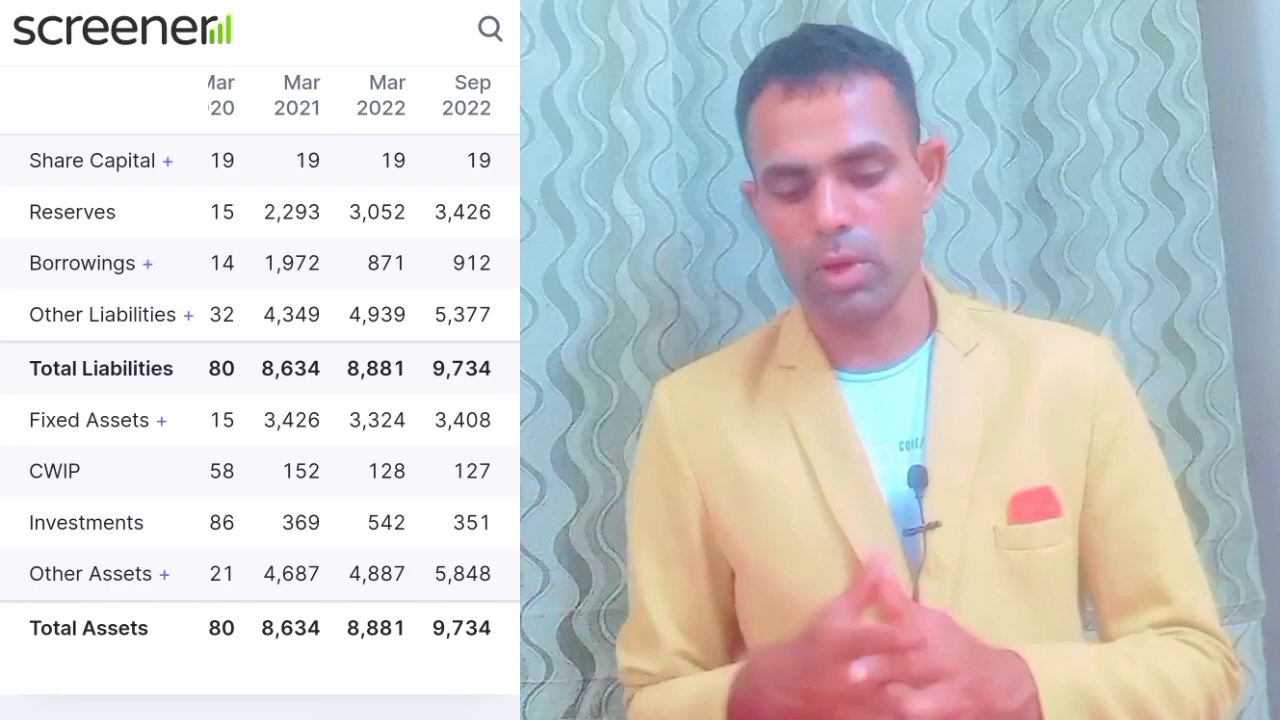 screener
Mar Mar Mar Sep
20 2021 2022 2022
Share Capital + 19 19 19 19
Reserves 15 2,293 3,052 3,426
Borrowings + 14 1,972 871 912
Other Liabilities + 32 4,349 4,939 5,377
Total Liabilities 80 8,634 8,881 9,734
Fixed Assets + 15 3,426 3,324 3,408
CWIP 58 152 128 127
Investments 86 369 542 351
Other Assets + 21 4,687 4,887 5,848
Total Assets 80 8,634 8,881 9,734